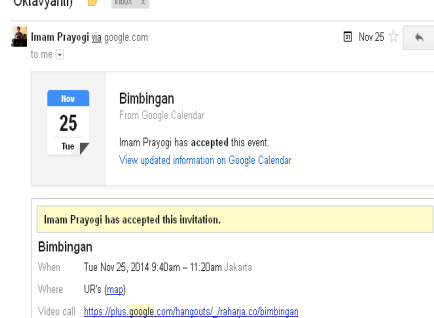 Oktavyanti)
Inbox x
Imam Prayogi via google.com
Nov 25
to me
Nov
25
Tue
Bimbingan
From Google Calendar
Imam Prayogi has accepted this event.
View updated information on Google Calendar
Imam Prayogi has accepted this invitation.
Bimbingan
When Tue Nov 25, 2014 9:40am – 11:20am Jakarta
Where UR's (map)
Video call https://plus.google.com/hangouts/_/raharja.co/bimbingan